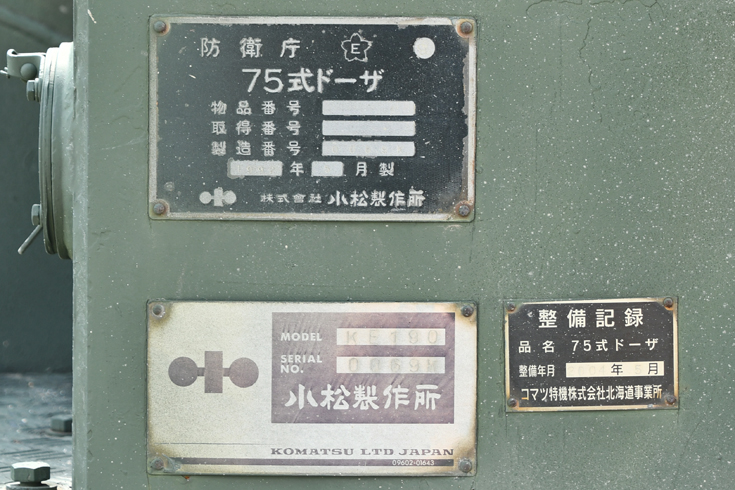 防衛庁 E
75式ドーザ
物品番号
取得番号
製造番号
年 月製
株式会社 小松製作所
MODEL
SERIAL NO.
小松製作所
KOMATSU LTD JAPAN
09602-01643
整備記録
品名 75式ドーザ
整備年月 年 月
コマツ特機株式会社北海道事業所